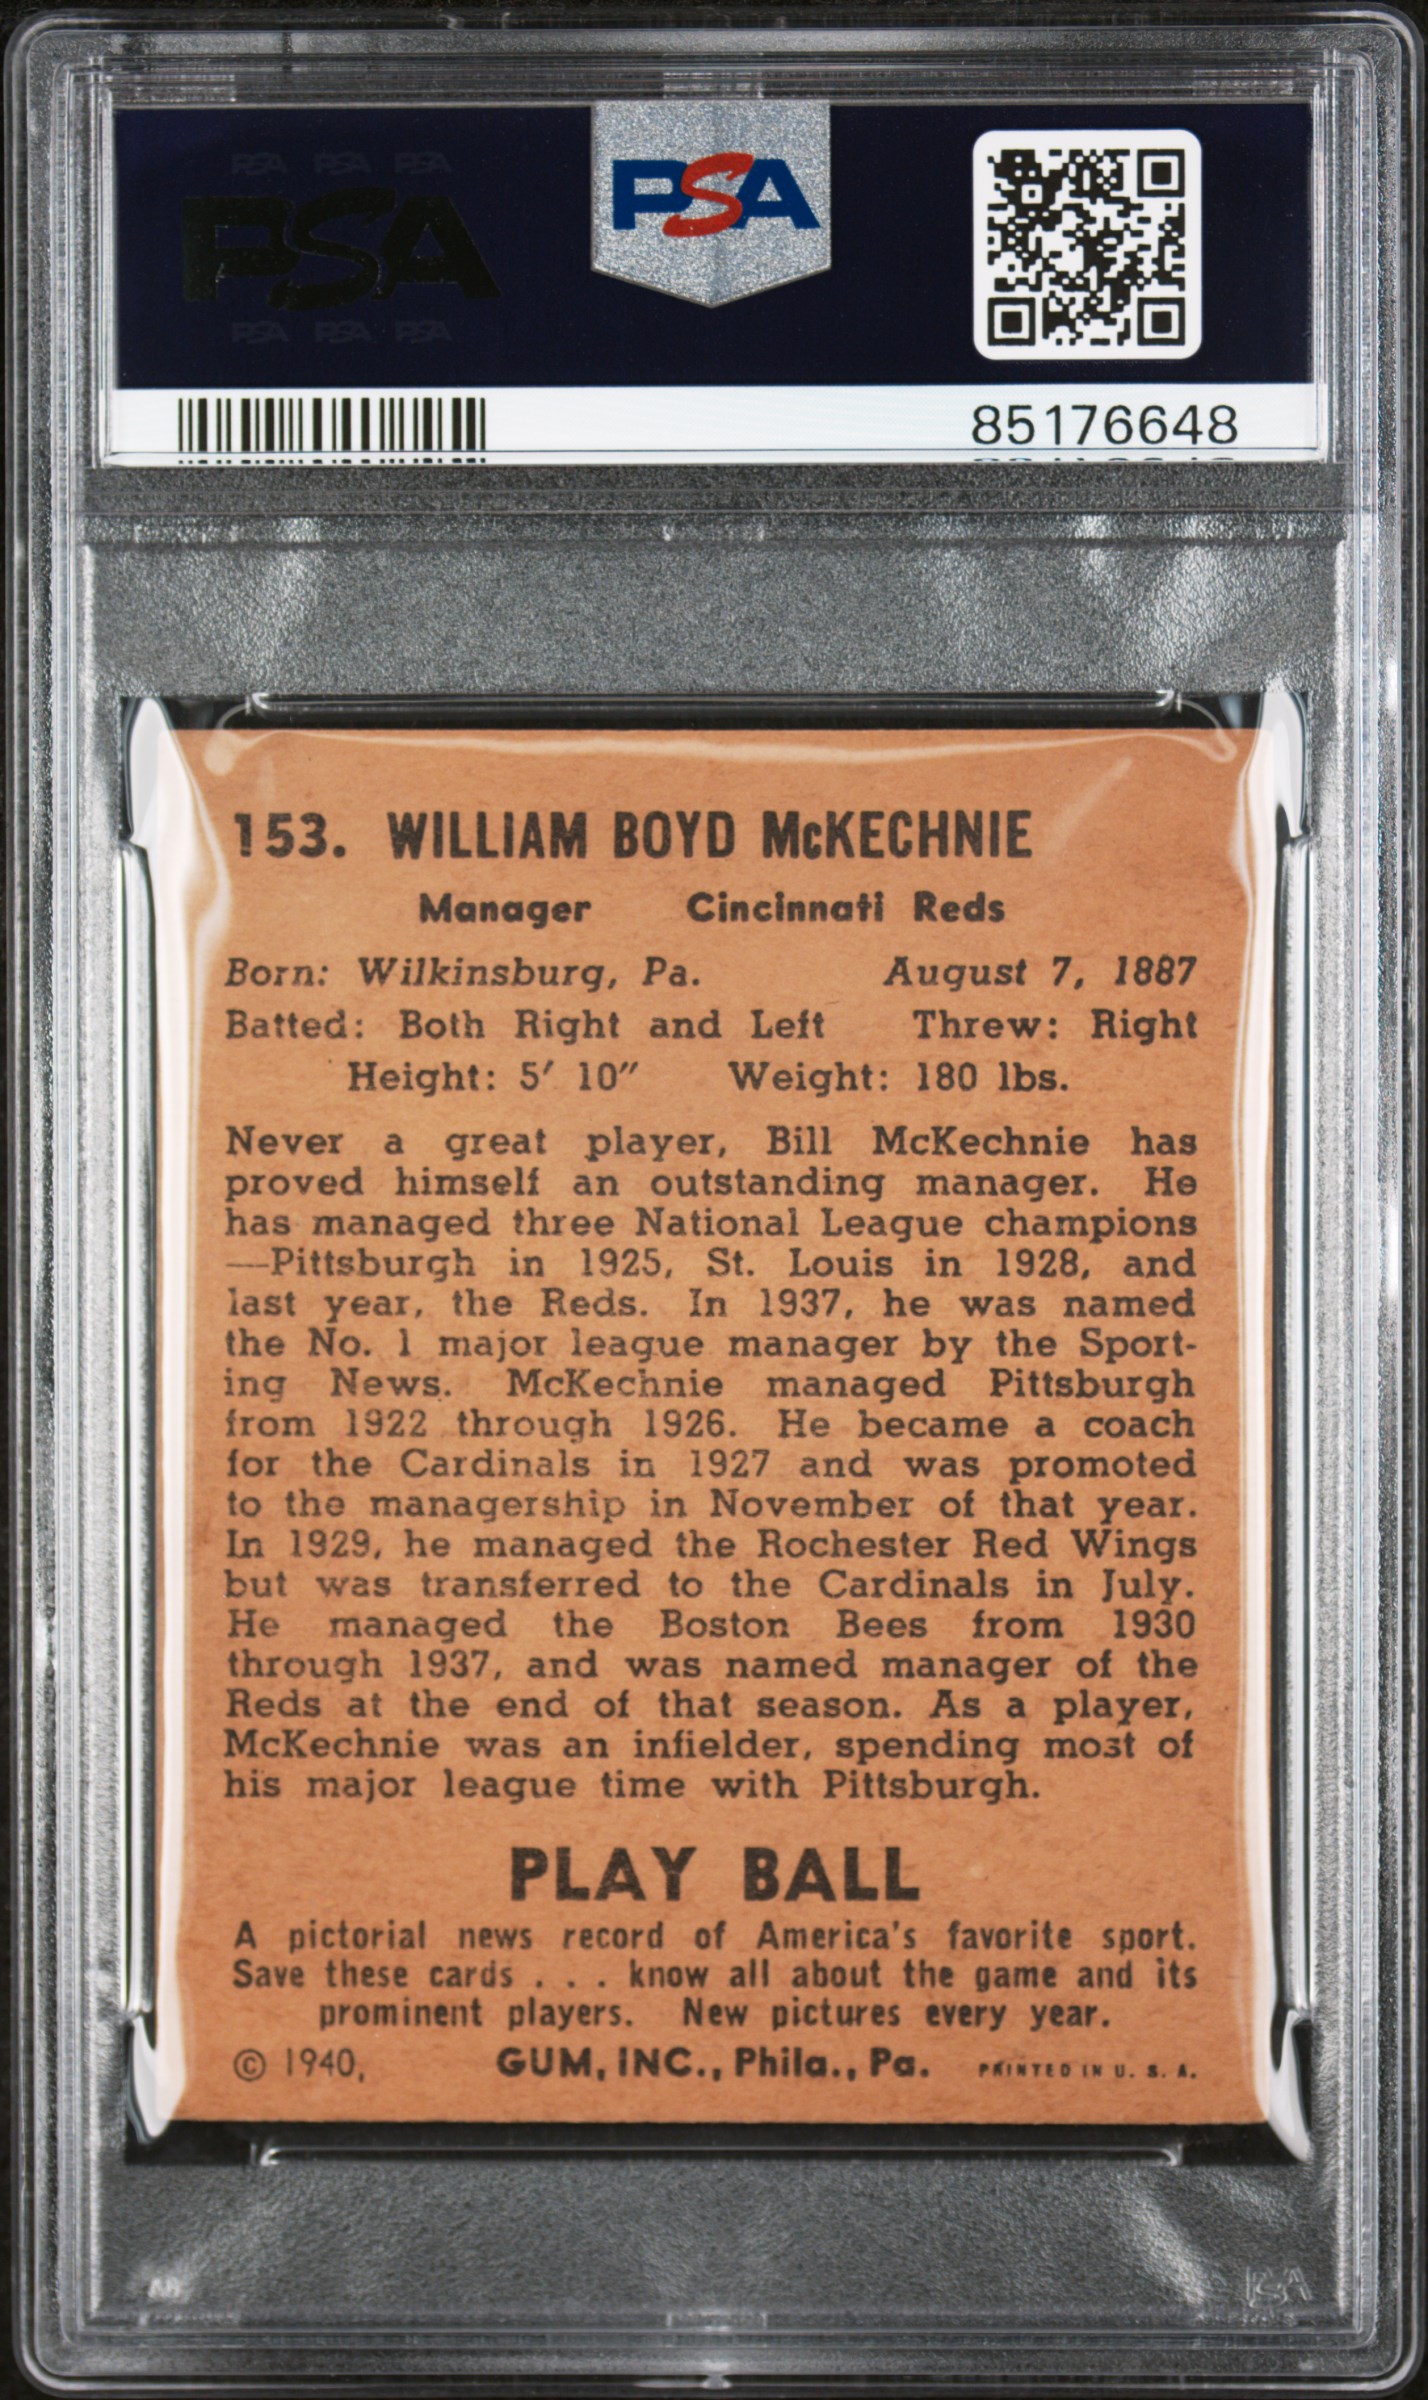 PSA PSA PSA
PSA
PSA PSA PSA
PSA
85176648
153. WILLIAM BOYD McKECHNIE
Manager Cincinnati Reds
Born: Wilkinsburg, Pa. August 7, 1887
Batted: Both Right and Left Threw: Right
Height: 5′ 10″ Weight: 180 lbs.
Never a great player, Bill McKechnie has
proved himself an outstanding manager. He
has managed three National League champions
—Pittsburgh in 1925, St. Louis in 1928, and
last year, the Reds. In 1937, he was named
the No. 1 major league manager by the Sport-
ing News. McKechnie managed Pittsburgh
from 1922 through 1926. He became a coach
for the Cardinals in 1927 and was promoted
to the managership in November of that year.
In 1929, he managed the Rochester Red Wings
but was transferred to the Cardinals in July.
He managed the Boston Bees from 1930
through 1937, and was named manager of the
Reds at the end of that season. As a player,
McKechnie was an infielder, spending most of
his major league time with Pittsburgh.
PLAY BALL
A pictorial news record of America's favorite sport.
Save these cards . . . know all about the game and its
prominent players. New pictures every year.
© 1940, GUM, INC., Phila., Pa. PRINTED IN U. S. A.
PSA